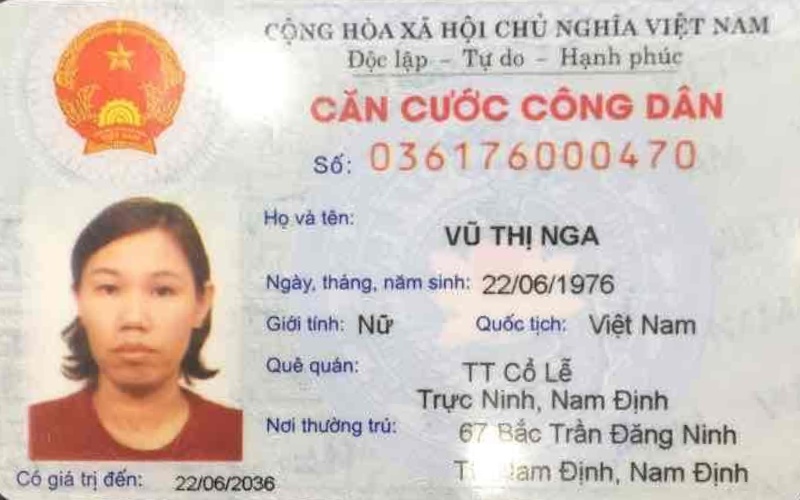 CỘNG HÒA XÃ HỘI CHỦ NGHĨA VIỆT NAM
Độc lập - Tự do - Hạnh phúc
CĂN CƯỚC CÔNG DÂN
Số: 036176000470
Họ và tên: VŨ THỊ NGA
Ngày, tháng, năm sinh: 22/06/1976
Giới tính: Nữ Quốc tịch: Việt Nam
Quê quán: TT Cổ Lễ
Trực Ninh, Nam Định
Nơi thường trú: 67 Bắc Trần Đăng Ninh
Nam Định, Nam Định
Có giá trị đến: 22/06/2036